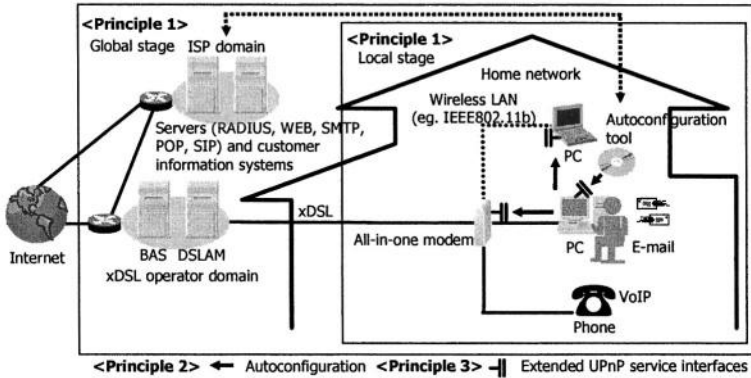 <Principle 1>
Global stage
ISP domain
Servers (RADIUS, WEB, SMTP,
POP, SIP) and customer
information systems
Internet
BAS DSLAM
xDSL operator domain
xDSL
<Principle 1>
Local stage
Home network
Wireless LAN
(eg. IEEE802.11b)
Autoconfiguration
tool
PC
All-in-one modem
PC
E-mail
VoIP
Phone
<Principle 2> Autoconfiguration <Principle 3> Extended UPnP service interfaces